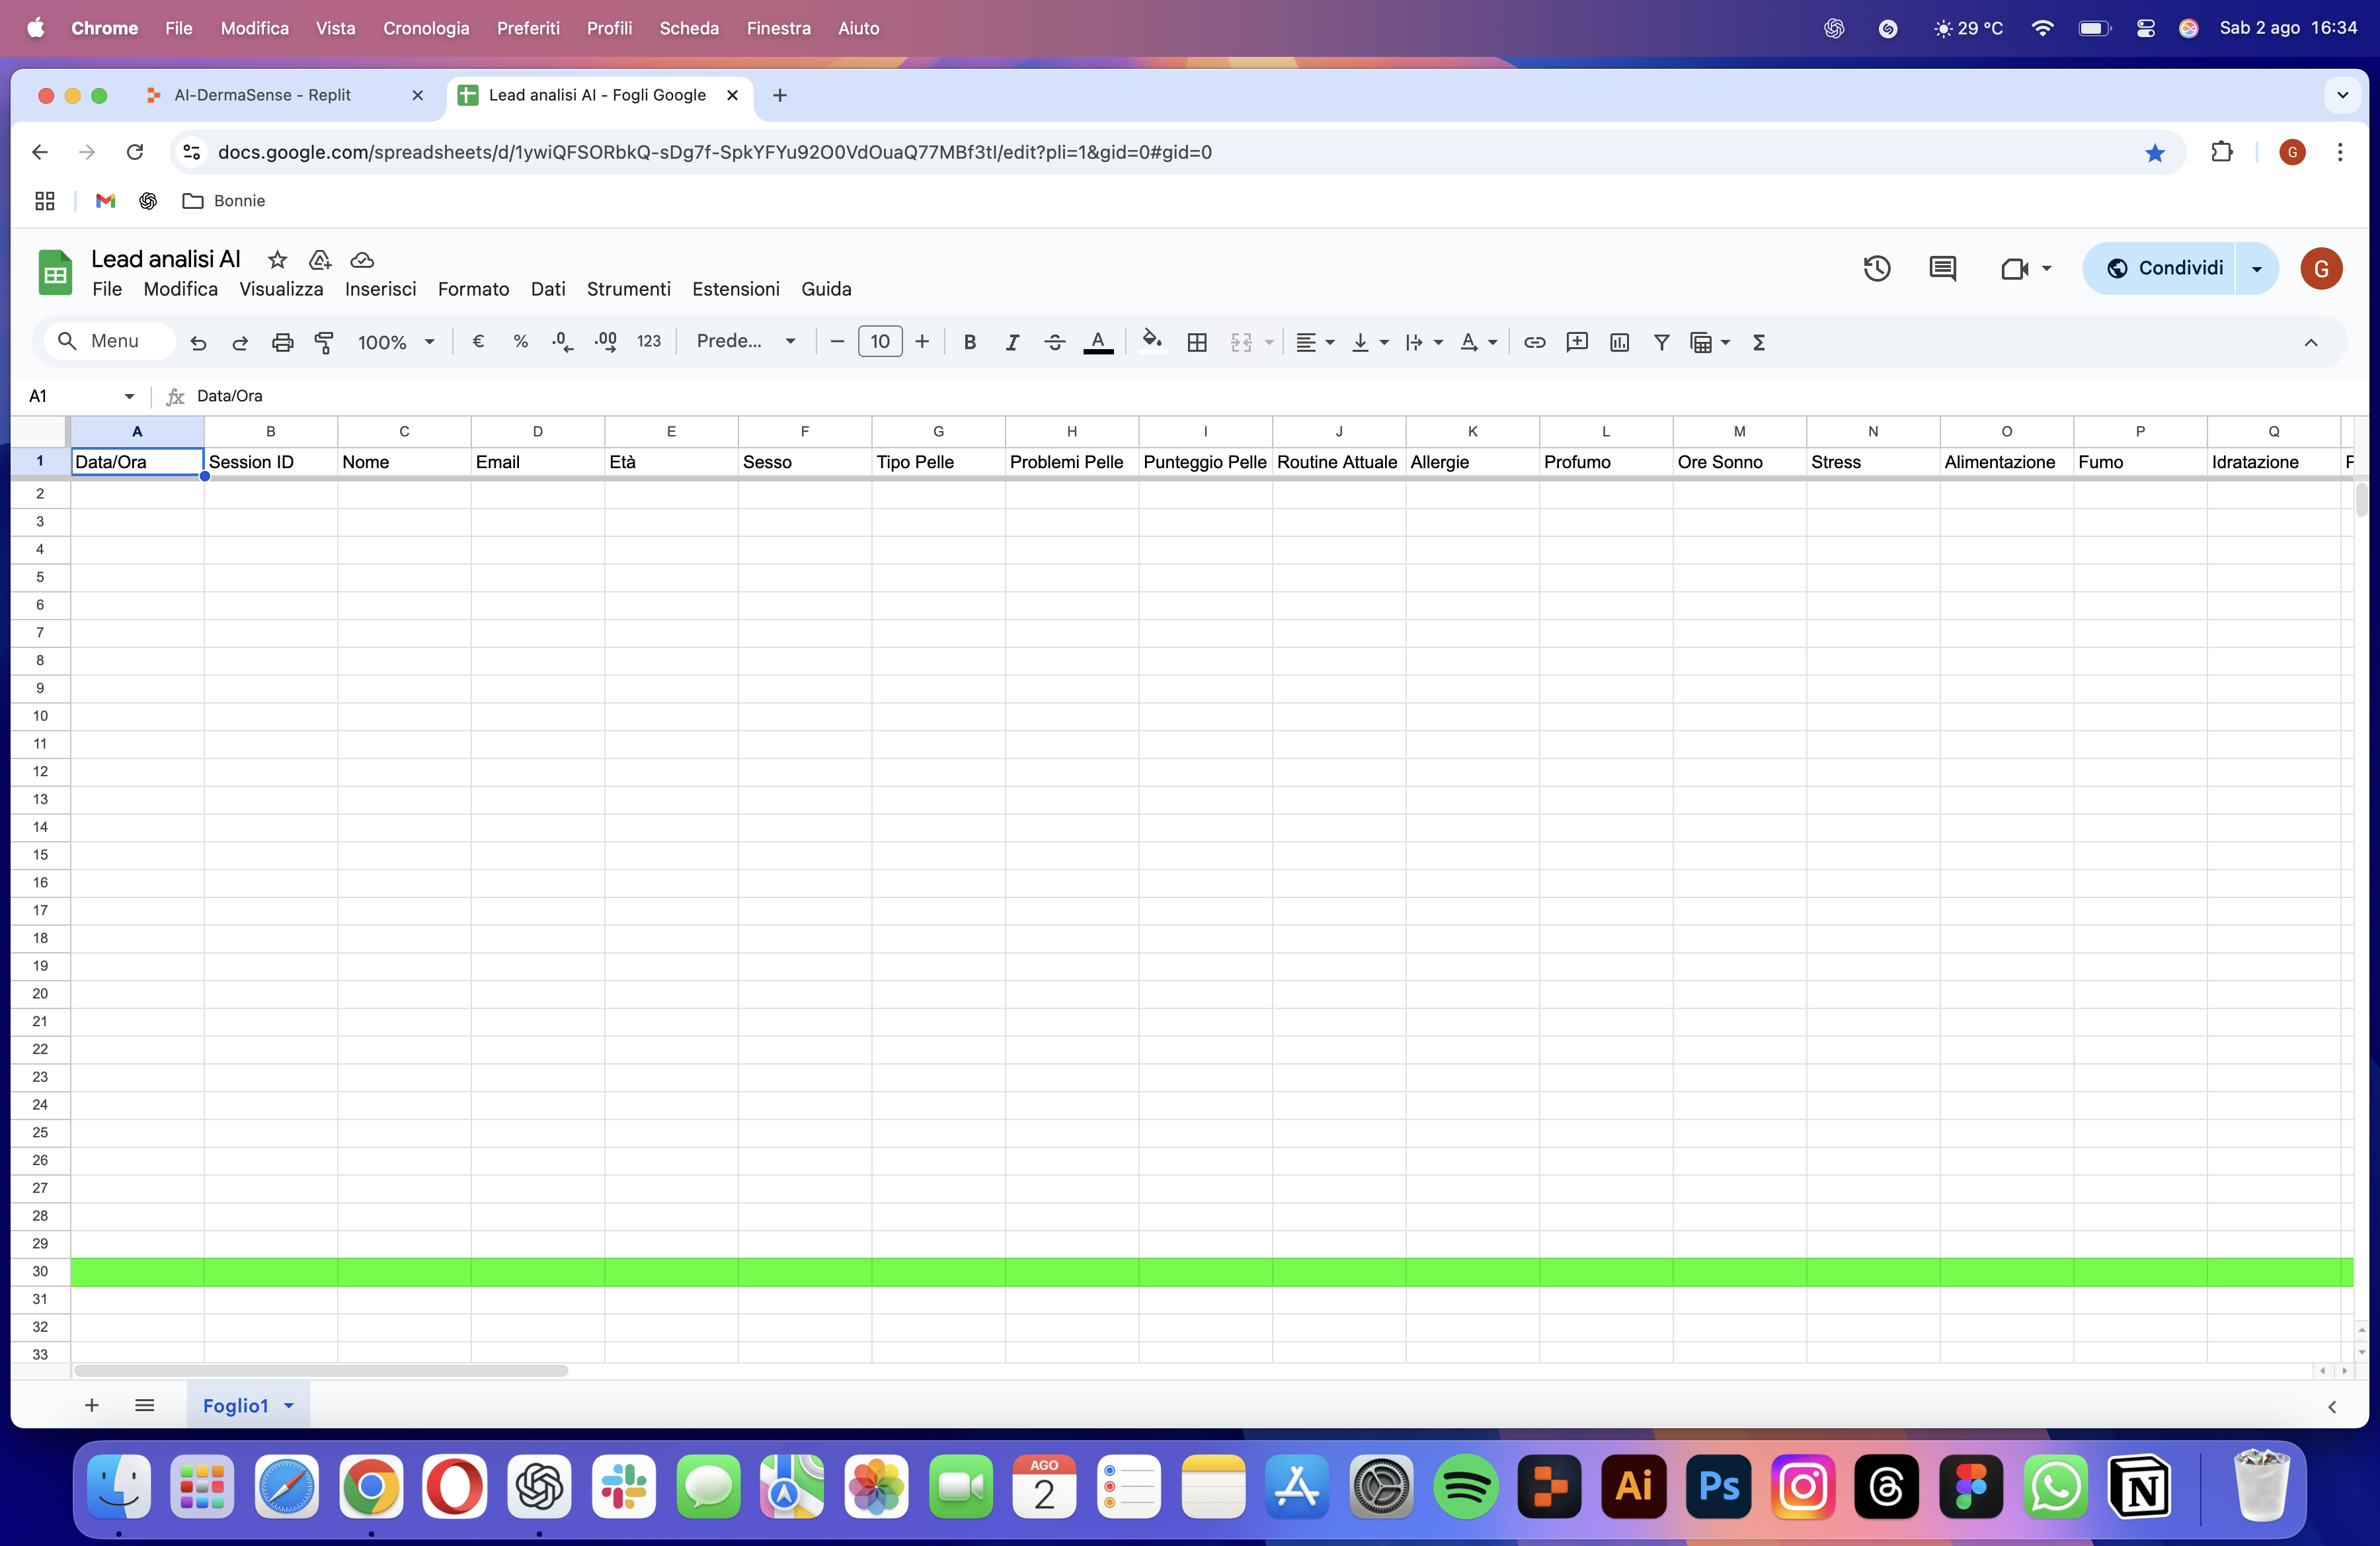 Chrome File Modifica Vista Cronologia Preferiti Profili Scheda Finestra Aiuto 29 °C Sab 2 ago 16:34
AI-DermaSense - Replit Lead analisi AI - Fogli Google
docs.google.com/spreadsheets/d/1ywiQFSORbkQ-sDg7f-SpkYFYu92O0VdOuaQ77MBf3tI/edit?pli=1&gid=0#gid=0 G
Bonnie
Lead analisi AI
File Modifica Visualizza Inserisci Formato Dati Strumenti Estensioni Guida Condividi G
Menu 100% € % .0 .00 123 Prede... 10 B I A A Σ
A1 fx Data/Ora
A B C D E F G H I J K L M N O P Q
1 Data/Ora Session ID Nome Email Età Sesso Tipo Pelle Problemi Pelle Punteggio Pelle Routine Attuale Allergie Profumo Ore Sonno Stress Alimentazione Fumo Idratazione
2
3
4
5
6
7
8
9
10
11
12
13
14
15
16
17
18
19
20
21
22
23
24
25
26
27
28
29
30
31
32
33
Foglio1
AGO
2 Ai Ps